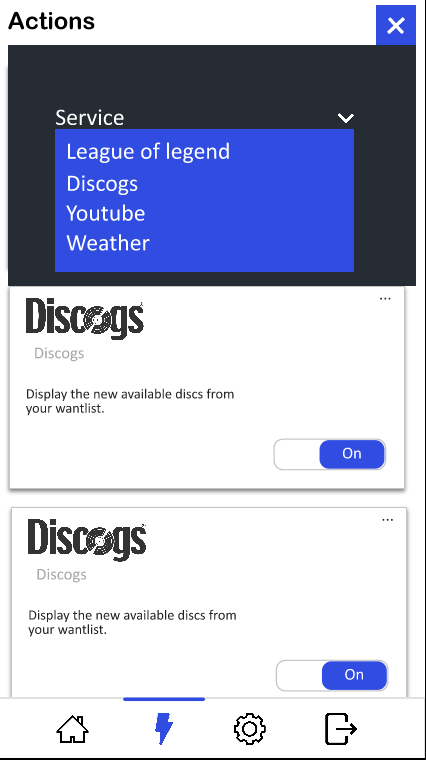 Actions
Service
League of legend
Discogs
Youtube
Weather
Discogs
...
Discogs
Display the new available discs from
your wantlist.
On
Discogs
...
Discogs
Display the new available discs from
your wantlist.
On